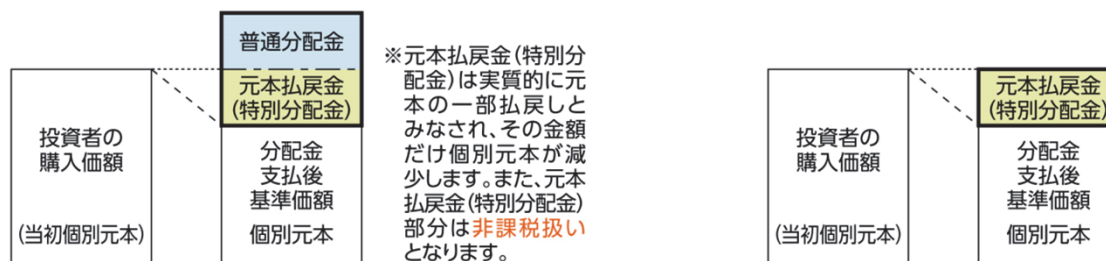 投資者の
購入価額
(当初個別元本)
普通分配金
元本払戻金
(特別分配金)
分配金
支払後
基準価額
個別元本
※元本払戻金(特別分
配金)は実質的に元
本の一部払戻しと
みなされ、その金額
だけ個別元本が減
少します。また、元本
払戻金(特別分配金)
部分は非課税扱い
となります。
投資者の
購入価額
(当初個別元本)
元本払戻金
(特別分配金)
分配金
支払後
基準価額
個別元本